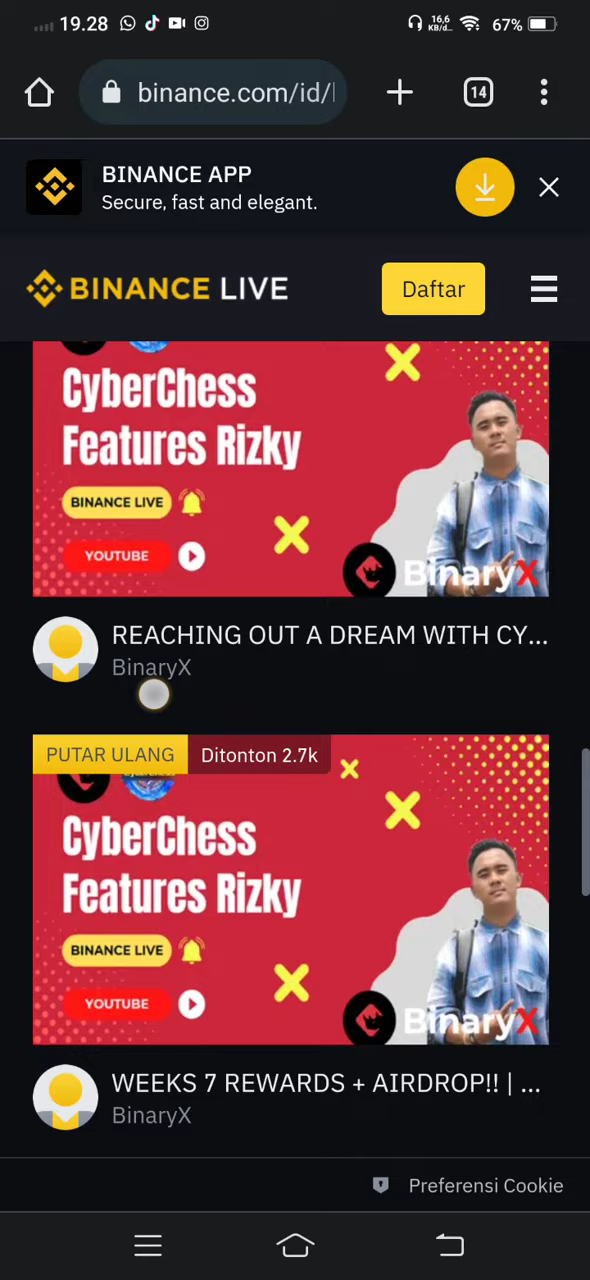 19.28
16,6
KB/d...
67%
binance.com/id/l
14
BINANCE APP
Secure, fast and elegant.
BINANCE LIVE
Daftar
CyberChess
Features Rizky
BINANCE LIVE
YOUTUBE
BinaryX
REACHING OUT A DREAM WITH CY...
BinaryX
PUTAR ULANG
Ditonton 2.7k
CyberChess
Features Rizky
BINANCE LIVE
YOUTUBE
BinaryX
WEEKS 7 REWARDS + AIRDROP!! | ...
BinaryX
Preferensi Cookie